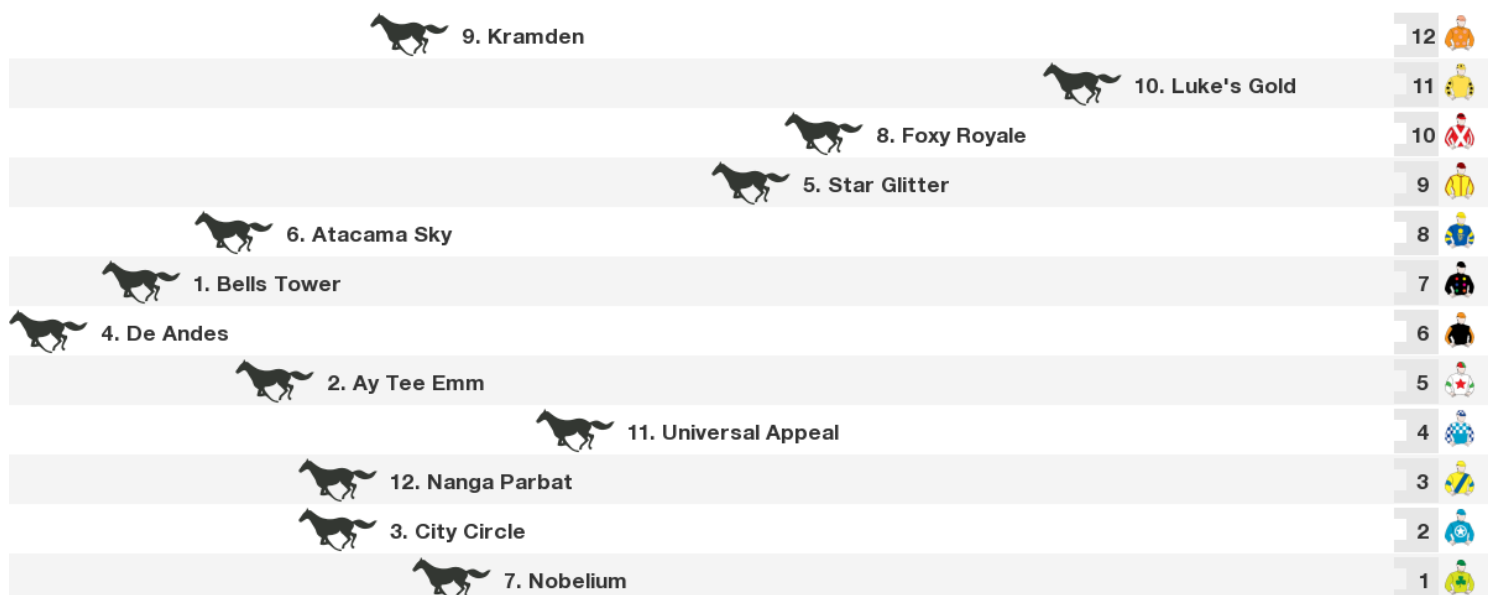 9. Kramden 12
10. Luke's Gold 11
8. Foxy Royale 10
5. Star Glitter 9
6. Atacama Sky 8
1. Bells Tower 7
4. De Andes 6
2. Ay Tee Emm 5
11. Universal Appeal 4
12. Nanga Parbat 3
3. City Circle 2
7. Nobelium 1